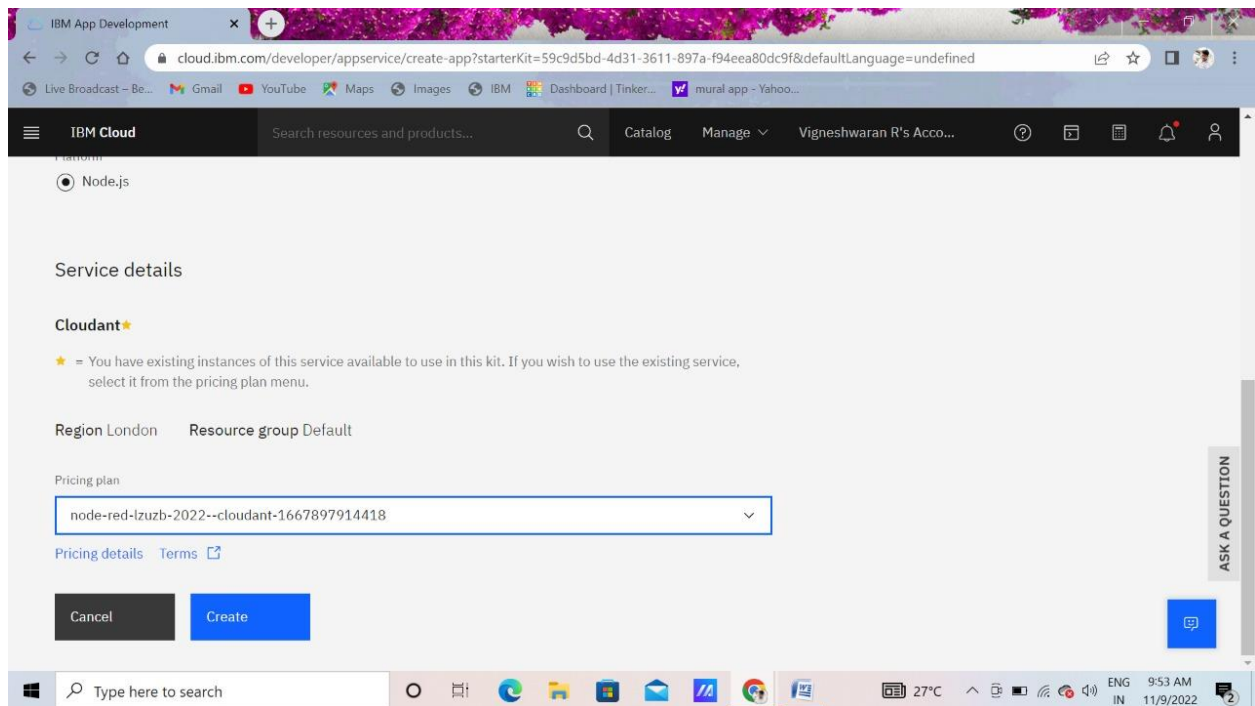 IBM App Development
cloud.ibm.com/developer/appservice/create-app?starterKit=59c9d5bd-4d31-3611-897a-f94eea80dc9f&defaultLanguage=undefined
Live Broadcast – Be... Gmail YouTube Maps Images IBM Dashboard | Tinker... mural app - Yahoo...
IBM Cloud Search resources and products... Catalog Manage Vigneshwaran R's Acco...
Platform
Node.js
Service details
Cloudant★
★ = You have existing instances of this service available to use in this kit. If you wish to use the existing service,
select it from the pricing plan menu.
Region London Resource group Default
Pricing plan
node-red-lzuzb-2022--cloudant-1667897914418
Pricing details Terms
Cancel Create
ASK A QUESTION
Type here to search 27°C ENG 9:53 AM
IN 11/9/2022 2